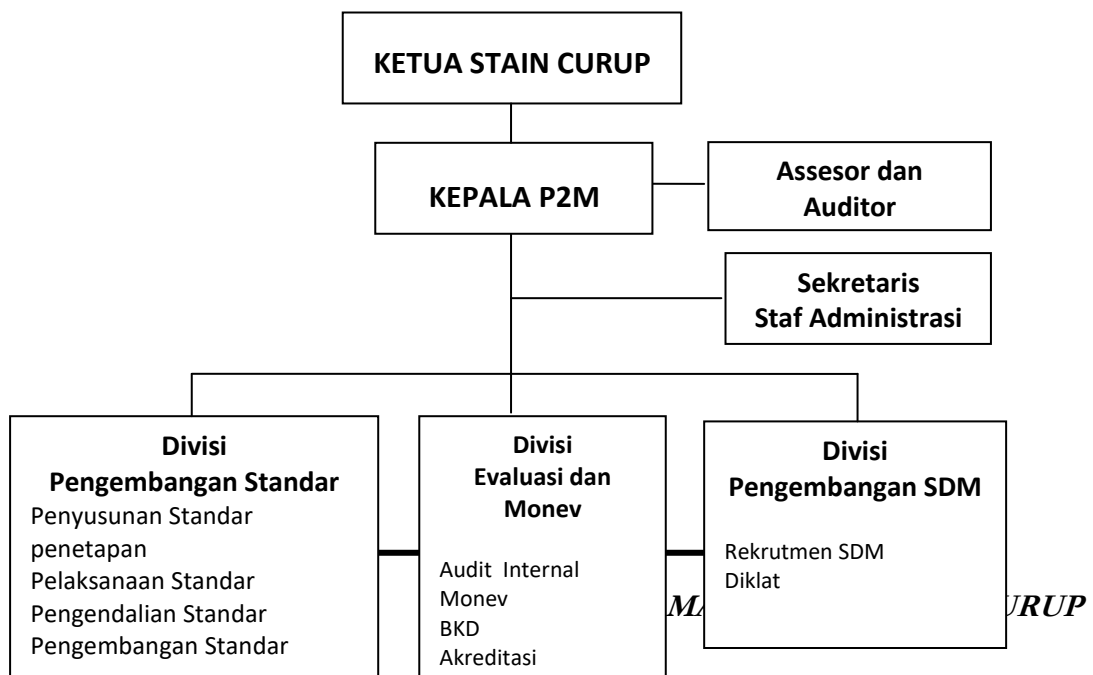 KETUA STAIN CURUP
KEPALA P2M
Assesor dan
Auditor
Sekretaris
Staf Administrasi
Divisi
Pengembangan Standar
Penyusunan Standar
penetapan
Pelaksanaan Standar
Pengendalian Standar
Pengembangan Standar
Divisi
Evaluasi dan
Monev
Audit Internal
Monev
BKD
Akreditasi
Divisi
Pengembangan SDM
Rekrutmen SDM
Diklat